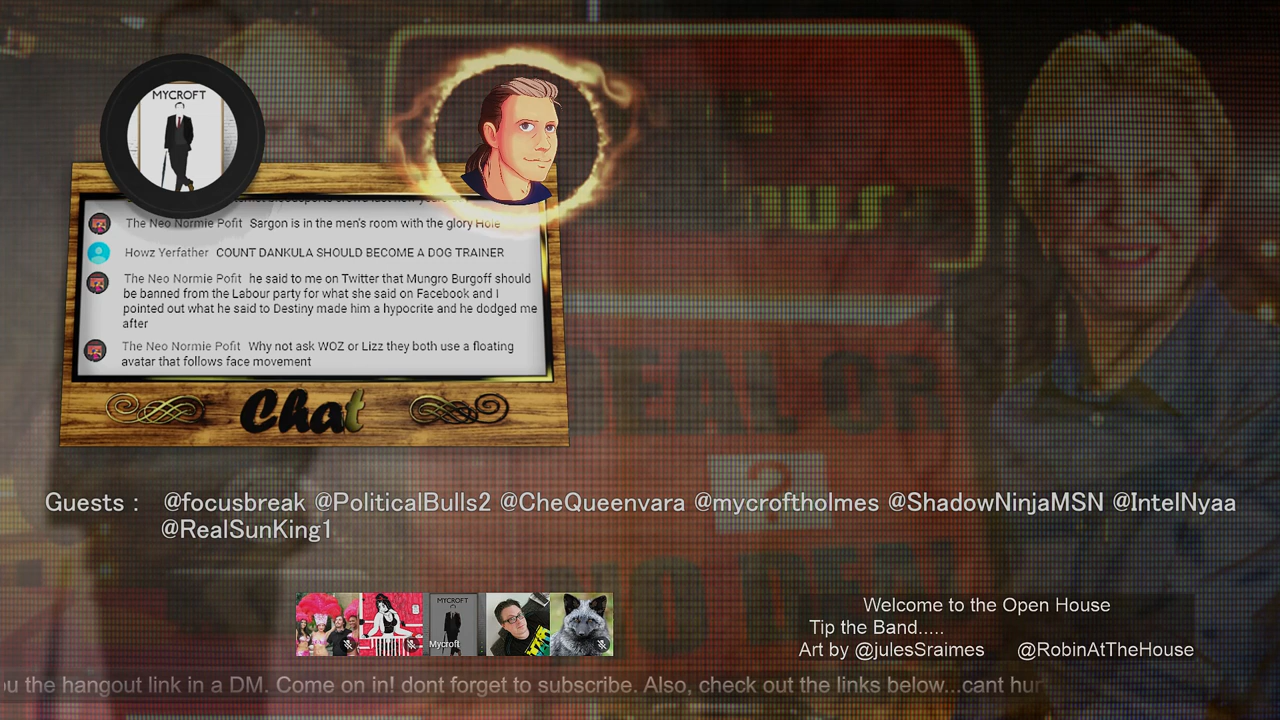 MYCROFT
The Neo Normie Pofit Sargon is in the men's room with the glory Hole
Howz Yerfather COUNT DANKULA SHOULD BECOME A DOG TRAINER
The Neo Normie Pofit he said to me on Twitter that Mungro Burgoff should
be banned from the Labour party for what she said on Facebook and I
pointed out what he said to Destiny made him a hypocrite and he dodged me
after
The Neo Normie Pofit Why not ask WOZ or Lizz they both use a floating
avatar that follows face movement
Chat
DEAL OR
?
NO DEAL
Guests : @focusbreak @PoliticalBulls2 @CheQueenvara @mycroftholmes @ShadowNinjaMSN @IntelNyaa
@RealSunKing1
MYCROFT
Mycroft
Welcome to the Open House
Tip the Band.....
Art by @julesSraimes @RobinAtTheHouse
u the hangout link in a DM. Come on in! dont forget to subscribe. Also, check out the links below...cant hur